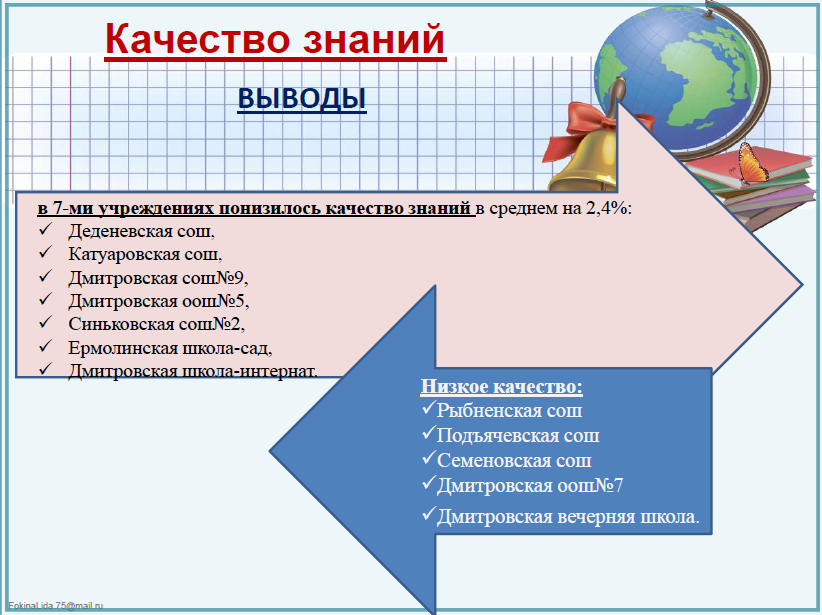 Качество знаний
ВЫВОДЫ
в 7-ми учреждениях понизилось качество знаний в среднем на 2,4%:
✓ Деденевская сош,
✓ Катуаровская сош,
✓ Дмитровская сош№9,
✓ Дмитровская оош№5,
✓ Синьковская сош№2,
✓ Ермолинская школа-сад,
✓ Дмитровская школа-интернат.
Низкое качество:
✓Рыбненская сош
✓Подъячевская сош
✓Семеновская сош
✓Дмитровская оош№7
✓Дмитровская вечерняя школа.
FokinaLida.75@mail.ru